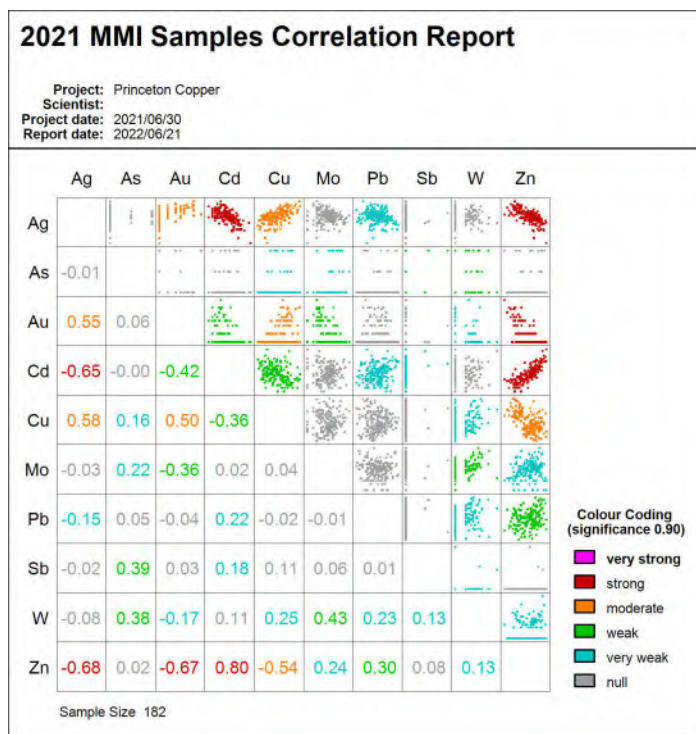 2021 MMI Samples Correlation Report
Project: Princeton Copper
Scientist:
Project date: 2021/06/30
Report date: 2022/06/21
Ag As Au Cd Cu Mo Pb Sb W Zn
Ag
As -0.01
Au 0.55 0.06
Cd -0.65 -0.00 -0.42
Cu 0.58 0.16 0.50 -0.36
Mo -0.03 0.22 -0.36 0.02 0.04
Pb -0.15 0.05 -0.04 0.22 -0.02 -0.01
Sb -0.02 0.39 0.03 0.18 0.11 0.06 0.01
W -0.08 0.38 -0.17 0.11 0.25 0.43 0.23 0.13
Zn -0.68 0.02 -0.67 0.80 -0.54 0.24 0.30 0.08 0.13
Sample Size 182
Colour Coding
(significance 0.90)
very strong
strong
moderate
weak
very weak
null